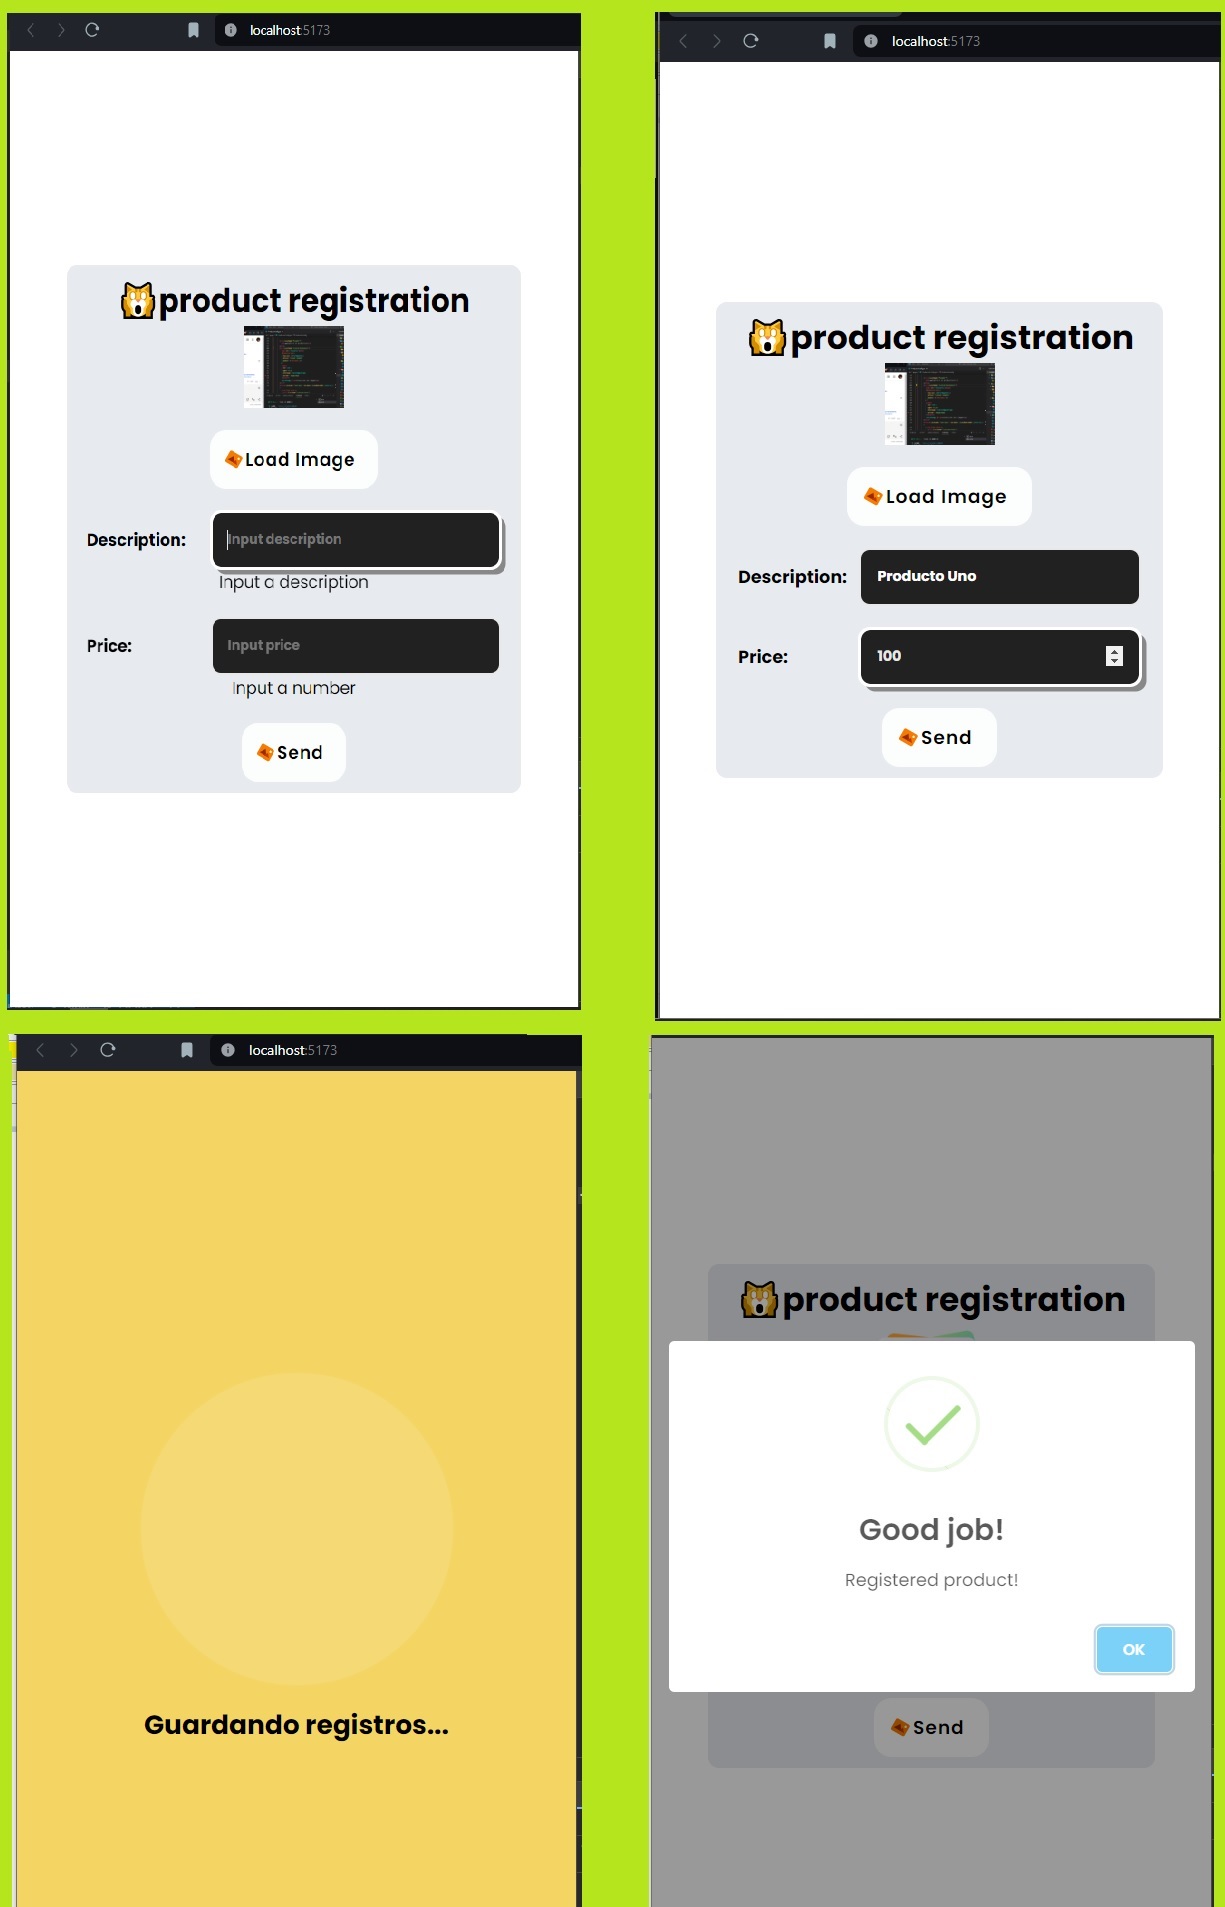 localhost:5173
product registration
Load Image
Description:
Input description
Input a description
Price:
Input price
Input a number
Send
localhost:5173
product registration
Load Image
Description:
Producto Uno
Price:
100
Send
localhost:5173
Guardando registros...
product registration
Good job!
Registered product!
OK
Send